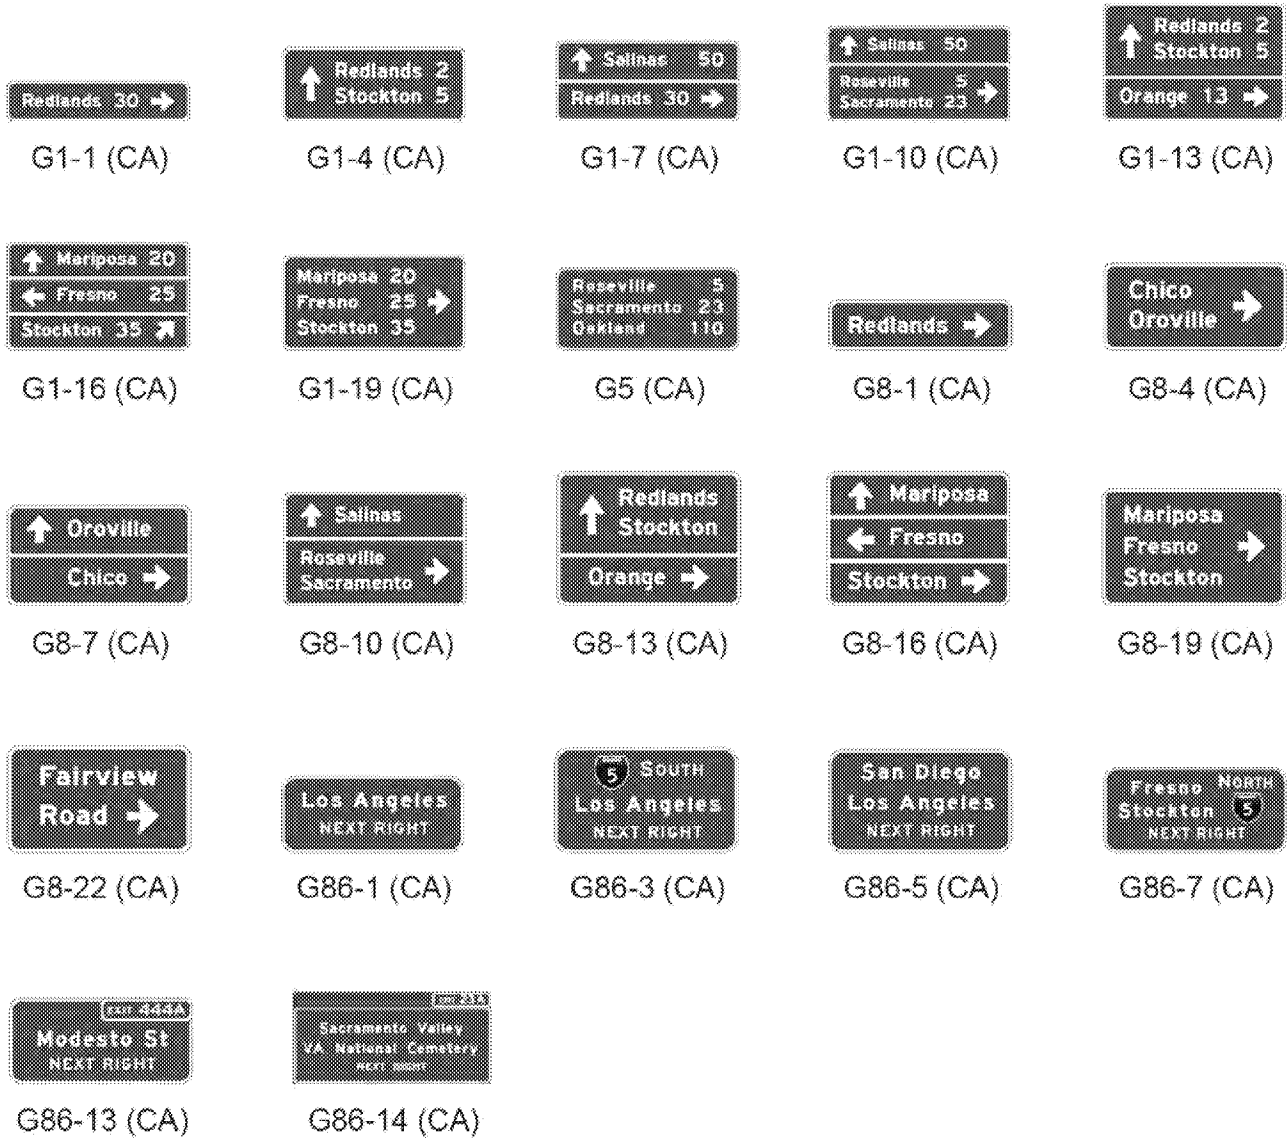 Redlands 30
G1-1 (CA)
Redlands 2
Stockton 5
G1-4 (CA)
Salinas 50
Redlands 30
G1-7 (CA)
Salinas 50
Roseville 5
Sacramento 23
G1-10 (CA)
Redlands 2
Stockton 5
Orange 13
G1-13 (CA)
Mariposa 20
Fresno 25
Stockton 35
G1-16 (CA)
Mariposa 20
Fresno 25
Stockton 35
G1-19 (CA)
Roseville 5
Sacramento 23
Oakland 110
G5 (CA)
Redlands
G8-1 (CA)
Chico
Oroville
G8-4 (CA)
Oroville
Chico
G8-7 (CA)
Salinas
Roseville
Sacramento
G8-10 (CA)
Redlands
Stockton
Orange
G8-13 (CA)
Mariposa
Fresno
Stockton
G8-16 (CA)
Mariposa
Fresno
Stockton
G8-19 (CA)
Fairview
Road
G8-22 (CA)
Los Angeles
NEXT RIGHT
G86-1 (CA)
5 SOUTH
Los Angeles
NEXT RIGHT
G86-3 (CA)
San Diego
Los Angeles
NEXT RIGHT
G86-5 (CA)
Fresno NORTH
Stockton 5
NEXT RIGHT
G86-7 (CA)
EXIT 444A
Modesto St
NEXT RIGHT
G86-13 (CA)
EXIT 23A
Sacramento Valley
VA National Cemetery
NEXT RIGHT
G86-14 (CA)